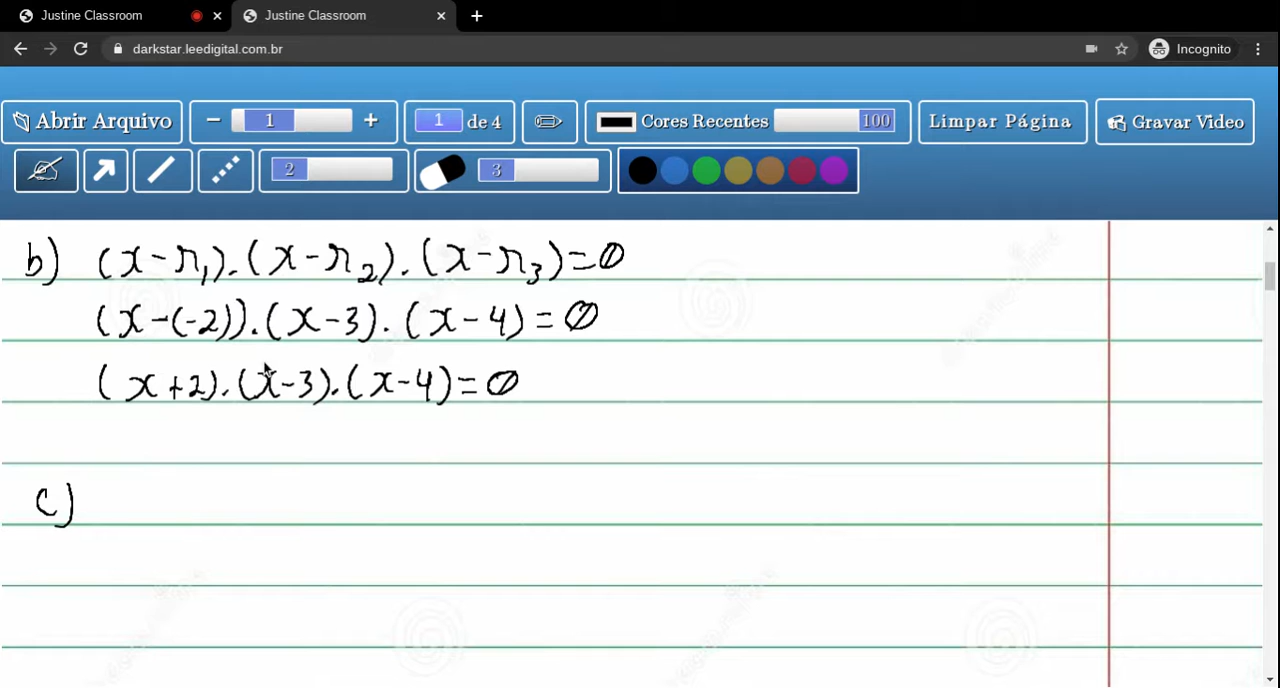 Justine Classroom
Justine Classroom
darkstar.leedigital.com.br
Incognito
Abrir Arquivo
− 1 +
1 de 4
Cores Recentes 100
Limpar Página
Gravar Video
2
3
b) (x-r₁).(x-r₂).(x-r₃)=0
(x-(-2)).(x-3).(x-4)=0
(x+2).(x-3).(x-4)=0
c)